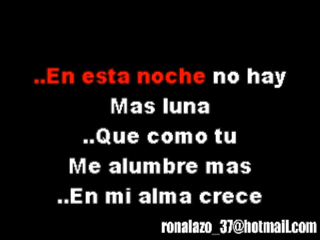 ..En esta noche no hay
Mas luna
..Que como tu
Me alumbre mas
..En mi alma crece
ronalazo_37@hotmail.com